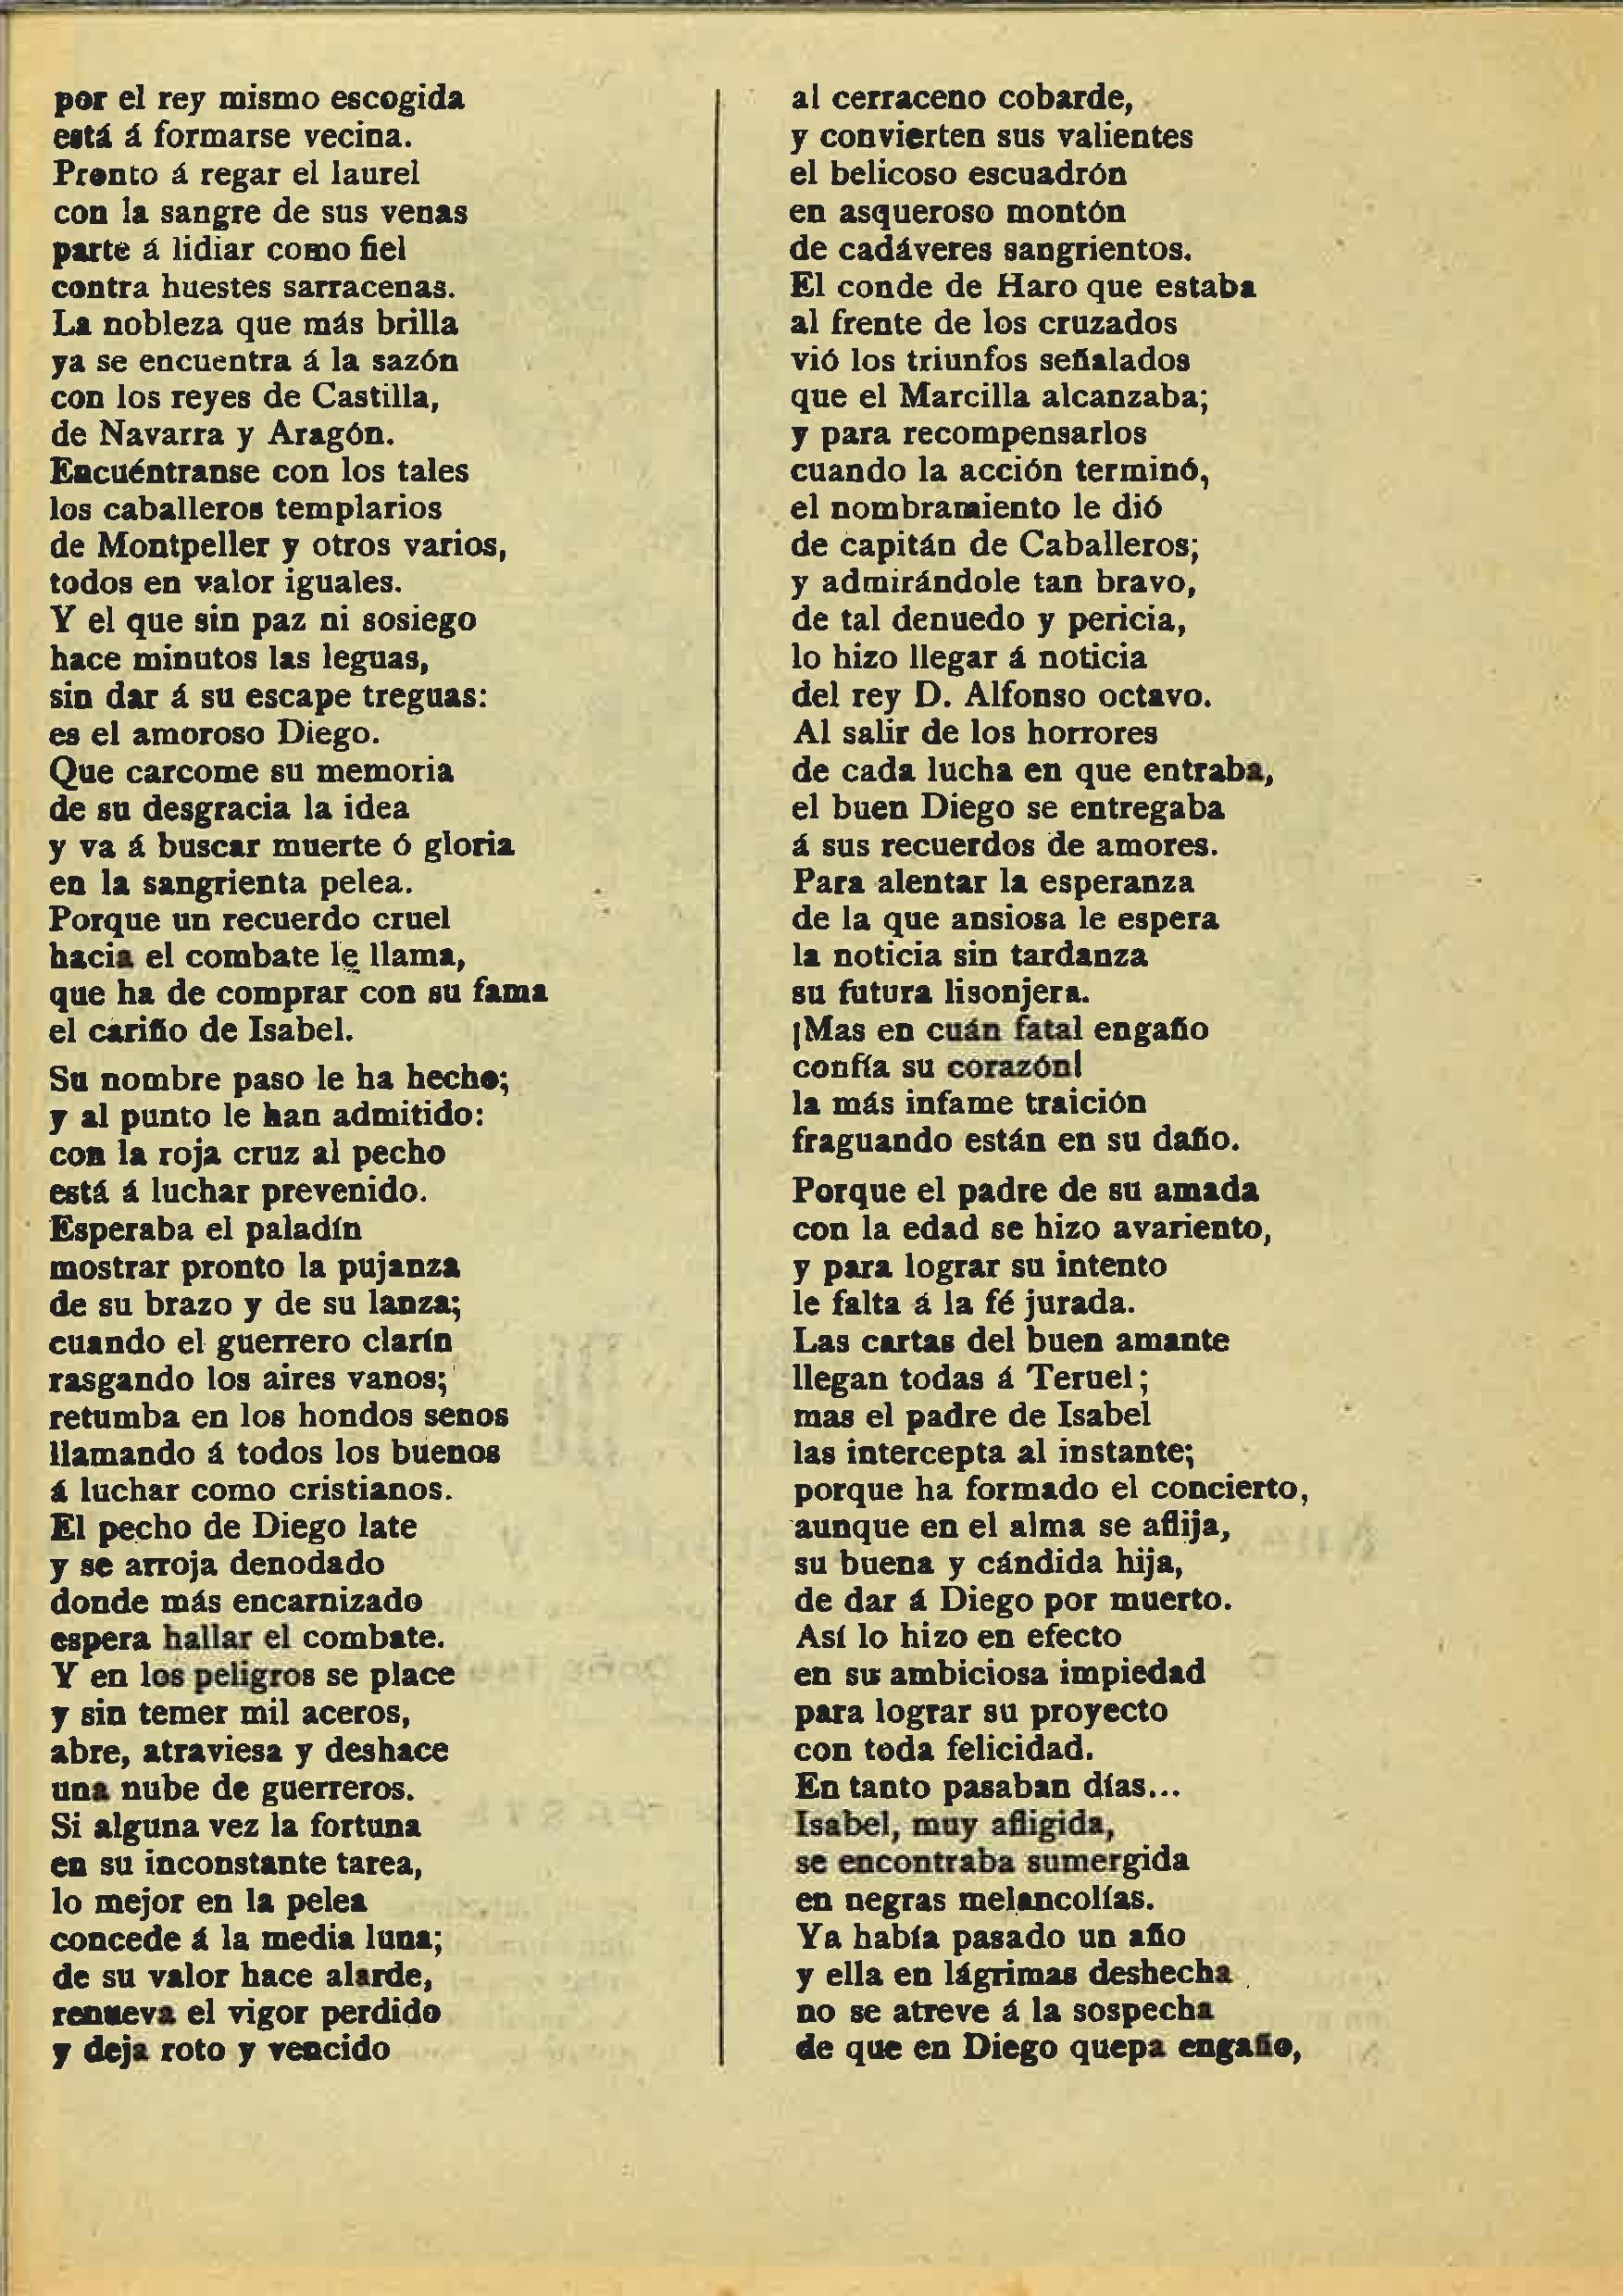 por el rey mismo escogida
está á formarse vecina.
Pronto á regar el laurel
con la sangre de sus venas
parte á lidiar como fiel
contra huestes sarracenas.
La nobleza que más brilla
ya se encuentra á la sazón
con los reyes de Castilla,
de Navarra y Aragón.
Encuéntranse con los tales
los caballeros templarios
de Montpeller y otros varios,
todos en valor iguales.
Y el que sin paz ni sosiego
hace minutos las leguas,
sin dar á su escape treguas:
es el amoroso Diego.
Que carcome su memoria
de su desgracia la idea
y va á buscar muerte ó gloria
en la sangrienta pelea.
Porque un recuerdo cruel
hacia el combate le llama,
que ha de comprar con su fama
el cariño de Isabel.
Su nombre paso le ha hecho;
y al punto le han admitido:
con la roja cruz al pecho
está á luchar prevenido.
Esperaba el paladín
mostrar pronto la pujanza
de su brazo y de su lanza;
cuando el guerrero clarín
rasgando los aires vanos;
retumba en los hondos senos
llamando á todos los buenos
á luchar como cristianos.
El pecho de Diego late
y se arroja denodado
donde más encarnizado
espera hallar el combate.
Y en los peligros se place
y sin temer mil aceros,
abre, atraviesa y deshace
una nube de guerreros.
Si alguna vez la fortuna
en su inconstante tarea,
lo mejor en la pelea
concede á la media luna;
de su valor hace alarde,
renueva el vigor perdido
y deja roto y vencido
al cerraceno cobarde,
y convierten sus valientes
el belicoso escuadrón
en asqueroso montón
de cadáveres sangrientos.
El conde de Haro que estaba
al frente de los cruzados
vió los triunfos señalados
que el Marcilla alcanzaba;
y para recompensarlos
cuando la acción terminó,
el nombramiento le dió
de capitán de Caballeros;
y admirándole tan bravo,
de tal denuedo y pericia,
lo hizo llegar á noticia
del rey D. Alfonso octavo.
Al salir de los horrores
de cada lucha en que entraba,
el buen Diego se entregaba
á sus recuerdos de amores.
Para alentar la esperanza
de la que ansiosa le espera
la noticia sin tardanza
su futura lisonjera.
¡Mas en cuán fatal engaño
confía su corazón!
la más infame traición
fraguando están en su daño.
Porque el padre de su amada
con la edad se hizo avariento,
y para lograr su intento
le falta á la fé jurada.
Las cartas del buen amante
llegan todas á Teruel;
mas el padre de Isabel
las intercepta al instante;
porque ha formado el concierto,
aunque en el alma se aflija,
su buena y cándida hija,
de dar á Diego por muerto.
Así lo hizo en efecto
en su ambiciosa impiedad
para lograr su proyecto
con toda felicidad.
En tanto pasaban días...
Isabel, muy afligida,
se encontraba sumergida
en negras melancolías.
Ya había pasado un año
y ella en lágrimas deshecha
no se atreve á la sospecha
de que en Diego quepa engaño,